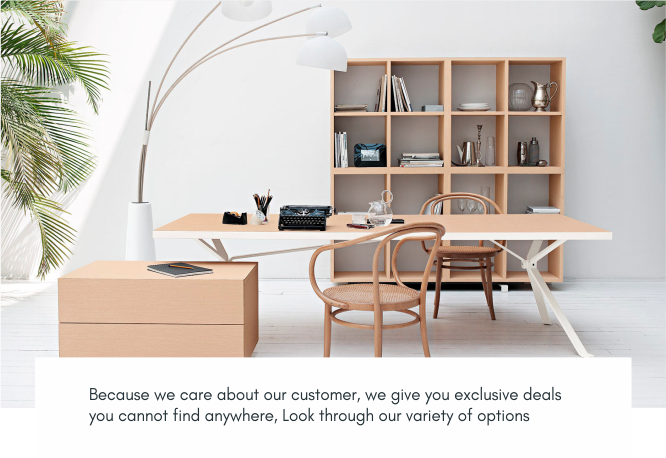 Because we care about our customer, we give you exclusive deals
you cannot find anywhere, Look through our variety of options